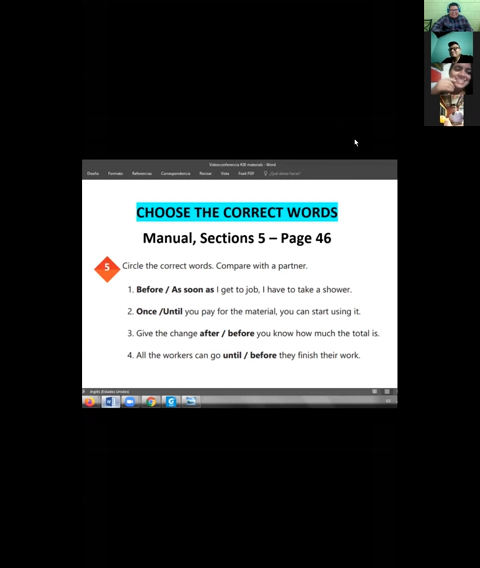 Videoconferencia KIII materials - Word
Diseño Formato Referencias Correspondencia Revisar Vista Foxit PDF ¿Qué desea hacer?
CHOOSE THE CORRECT WORDS
Manual, Sections 5 – Page 46
5 Circle the correct words. Compare with a partner.
1. Before / As soon as I get to job, I have to take a shower.
2. Once /Until you pay for the material, you can start using it.
3. Give the change after / before you know how much the total is.
4. All the workers can go until / before they finish their work.
Inglés (Estados Unidos)